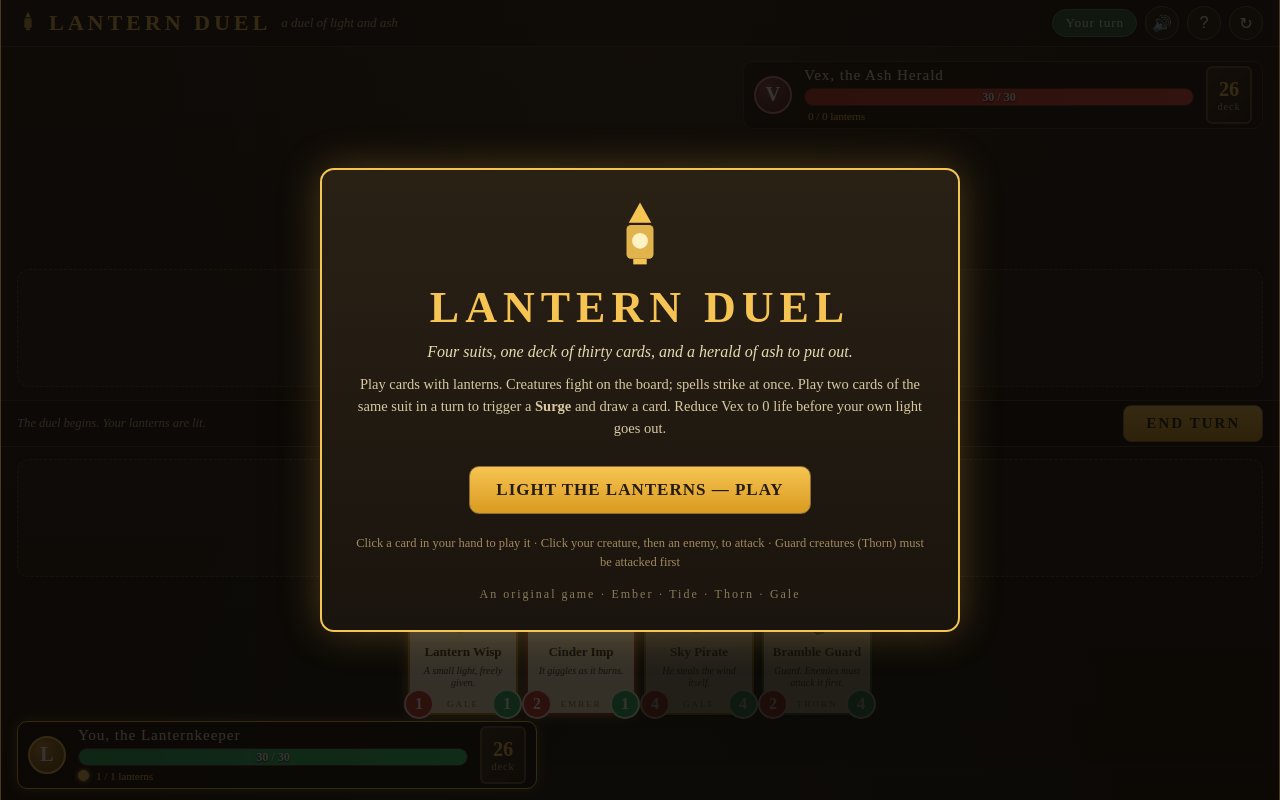 LANTERN DUEL a duel of light and ash
Your turn
?
Vex, the Ash Herald
V
30 / 30
0 / 0 lanterns
26
deck
LANTERN DUEL
Four suits, one deck of thirty cards, and a herald of ash to put out.
Play cards with lanterns. Creatures fight on the board; spells strike at once. Play two cards of the
same suit in a turn to trigger a Surge and draw a card. Reduce Vex to 0 life before your own light
goes out.
The duel begins. Your lanterns are lit.
END TURN
LIGHT THE LANTERNS — PLAY
Click a card in your hand to play it · Click your creature, then an enemy, to attack · Guard creatures (Thorn) must
be attacked first
An original game · Ember · Tide · Thorn · Gale
Lantern Wisp
A small light, freely
given.
1 GALE 1
Cinder Imp
It giggles as it burns.
2 EMBER 1
Sky Pirate
He steals the wind
itself.
4 GALE 4
Bramble Guard
Guard. Enemies must
attack it first.
2 THORN 4
You, the Lanternkeeper
L
30 / 30
1 / 1 lanterns
26
deck